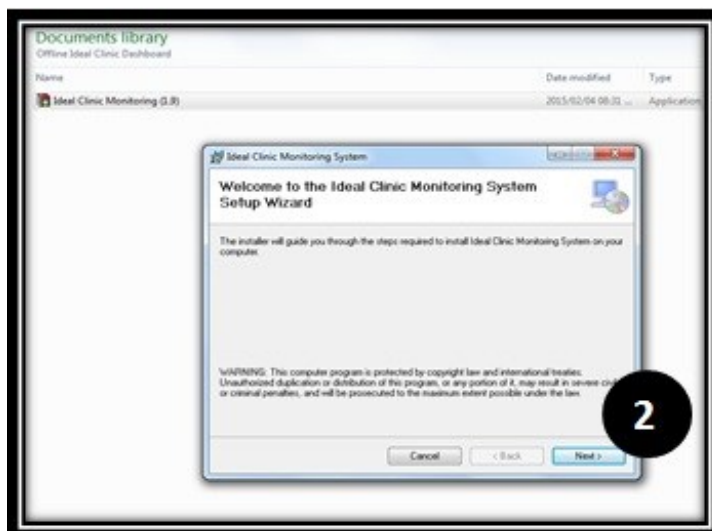 Documents library
Offline Ideal Clinic Dashboard
Name Date modified Type
Ideal Clinic Monitoring (1.8) 2015/02/04 08:31 ... Application
Ideal Clinic Monitoring System
Welcome to the Ideal Clinic Monitoring System
Setup Wizard
The installer will guide you through the steps required to install Ideal Clinic Monitoring System on your
computer.
WARNING: This computer program is protected by copyright law and international treaties.
Unauthorized duplication or distribution of this program, or any portion of it, may result in severe civil
or criminal penalties, and will be prosecuted to the maximum extent possible under the law.
Cancel < Back Next >
2